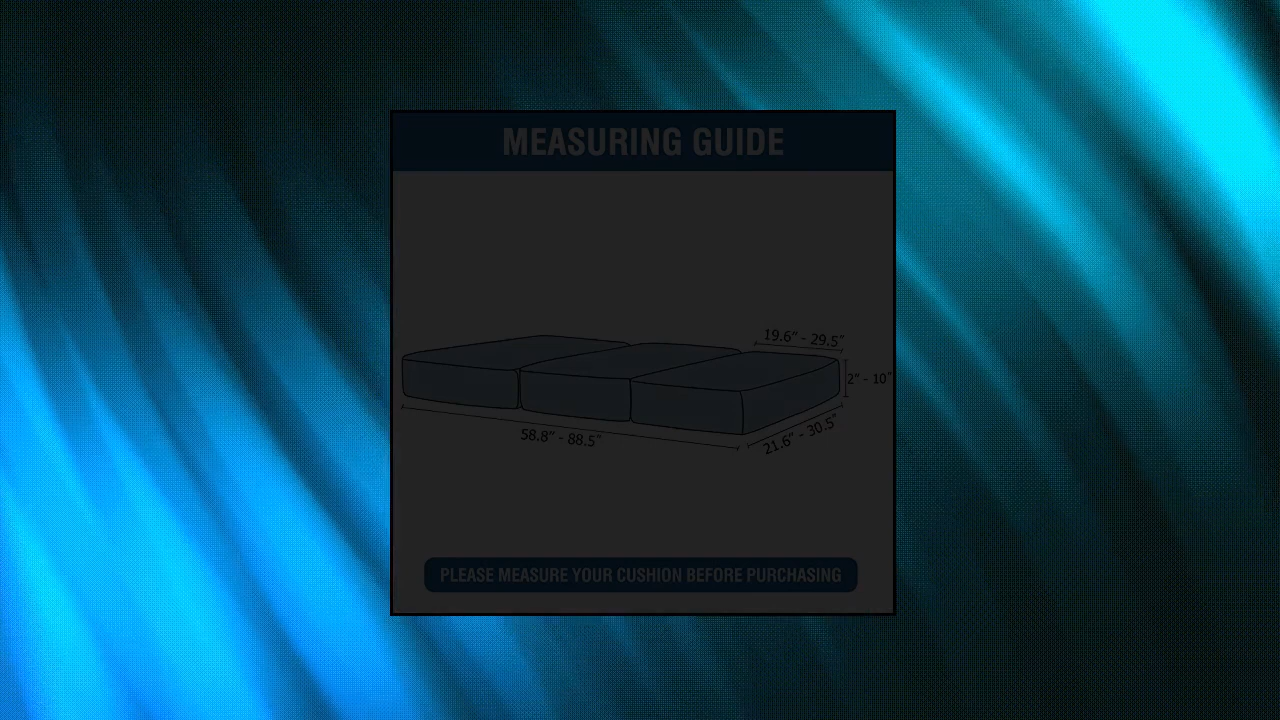 MEASURING GUIDE
19.6" - 29.5"
2" - 10"
58.8" - 88.5"
21.6" - 30.5"
PLEASE MEASURE YOUR CUSHION BEFORE PURCHASING